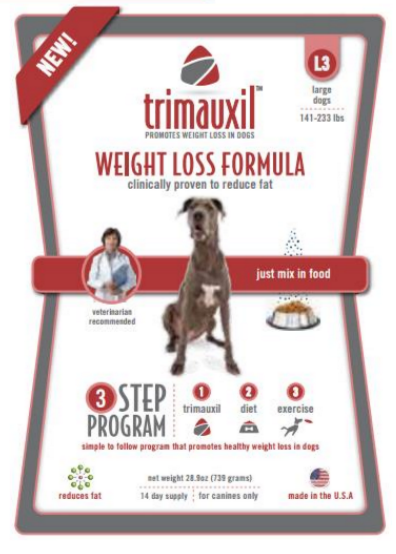 NEW!
L3
large
dogs
141-233 lbs
trimauxil™
PROMOTES WEIGHT LOSS IN DOGS
WEIGHT LOSS FORMULA
clinically proven to reduce fat
just mix in food
veterinarian
recommended
3 STEP
PROGRAM
1 2 3
trimauxil diet exercise
simple to follow program that promotes healthy weight loss in dogs
reduces fat
net weight 28.9oz (739 grams)
14 day supply for canines only
made in the U.S.A